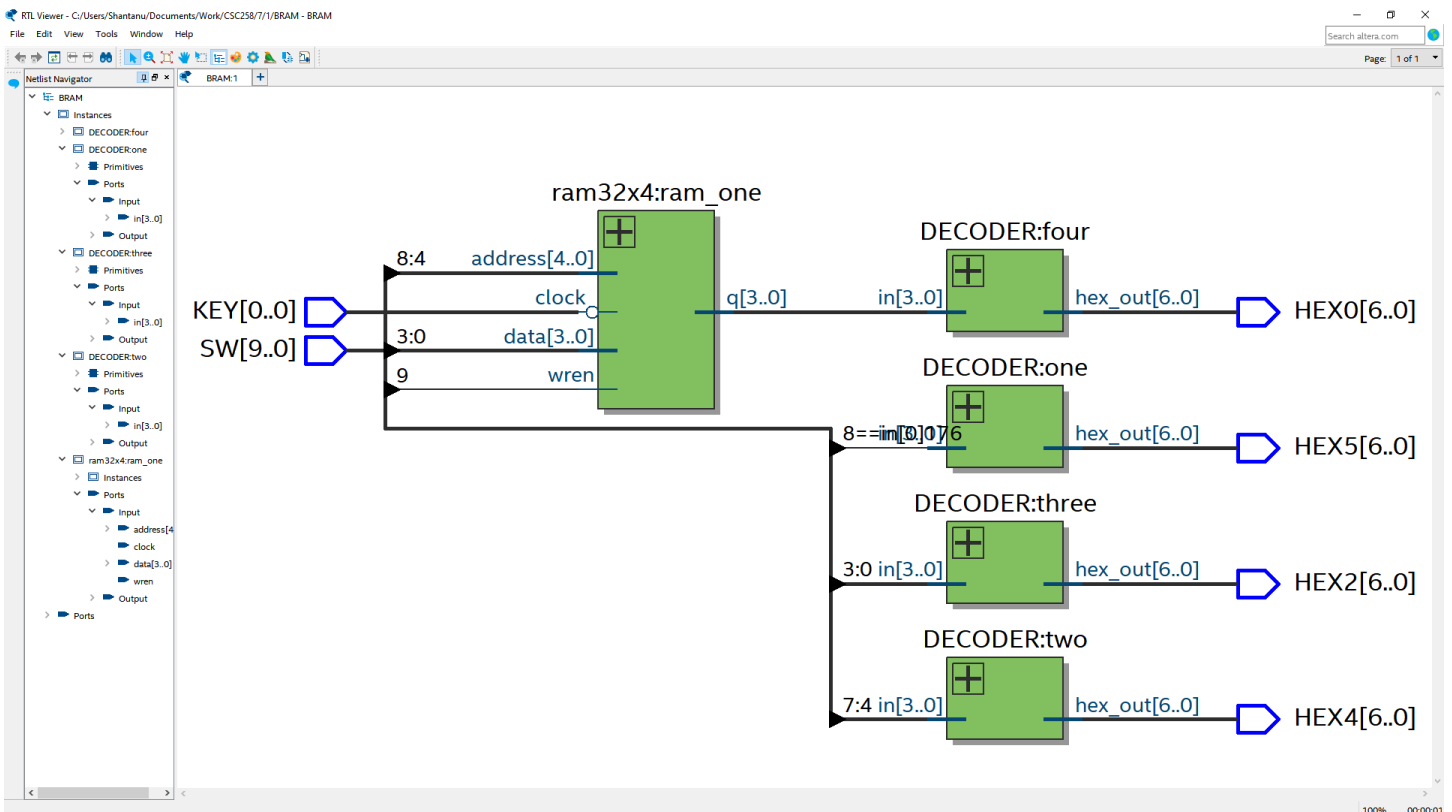 RTL Viewer - C:/Users/Shantanu/Documents/Work/CSC258/7/1/BRAM - BRAM
File Edit View Tools Window Help
Search altera.com
Page: 1 of 1
Netlist Navigator
BRAM:1
BRAM
Instances
DECODER:four
DECODER:one
Primitives
Ports
Input
in[3..0]
Output
DECODER:three
Primitives
Ports
Input
in[3..0]
Output
DECODER:two
Primitives
Ports
Input
in[3..0]
Output
ram32x4:ram_one
Instances
Ports
Input
address[4
clock
data[3..0]
wren
Output
Ports
ram32x4:ram_one
8:4 address[4..0]
KEY[0..0] clock q[3..0]
SW[9..0] 3:0 data[3..0]
9 wren
DECODER:four
in[3..0] hex_out[6..0] HEX0[6..0]
DECODER:one
hex_out[6..0] HEX5[6..0]
DECODER:three
3:0 in[3..0] hex_out[6..0] HEX2[6..0]
DECODER:two
7:4 in[3..0] hex_out[6..0] HEX4[6..0]
100% 00:00:01